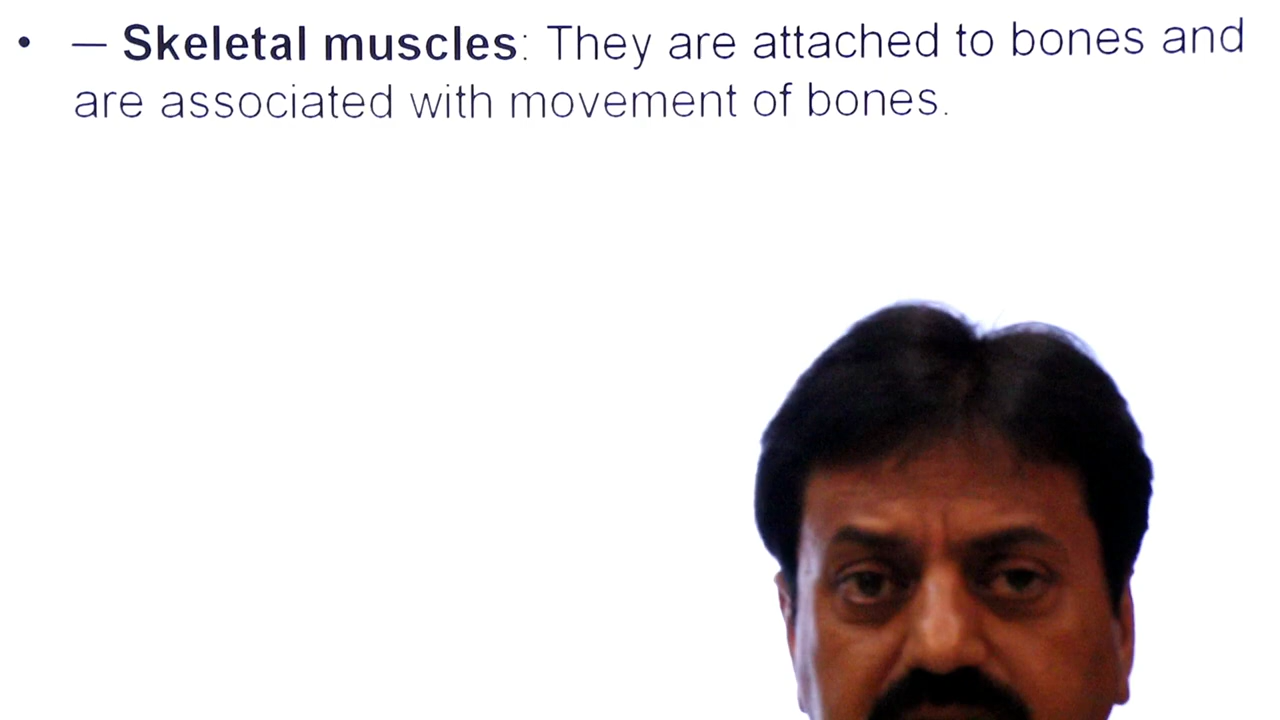 • — Skeletal muscles: They are attached to bones and
are associated with movement of bones.